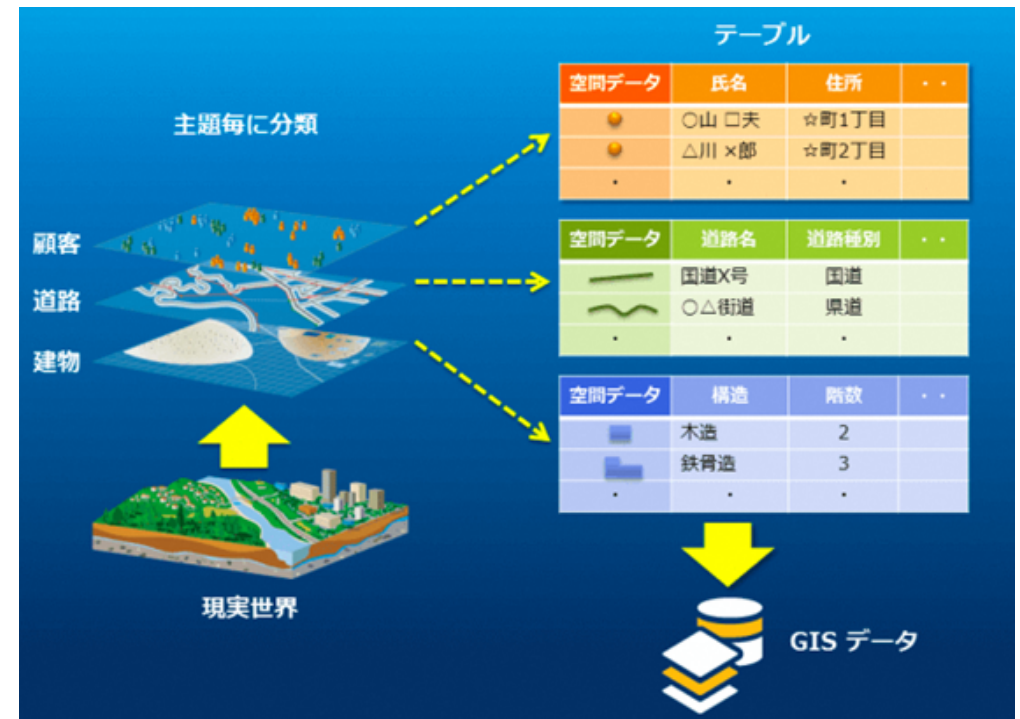 テーブル
主題毎に分類
空間データ 氏名 住所 ・・
○山 □夫 ☆町1丁目
△川 ×郎 ☆町2丁目
・ ・ ・
顧客
道路
建物
空間データ 道路名 道路種別 ・・
国道X号 国道
○△街道 県道
・ ・ ・
空間データ 構造 階数 ・・
木造 2
鉄骨造 3
・ ・ ・
現実世界
GIS データ